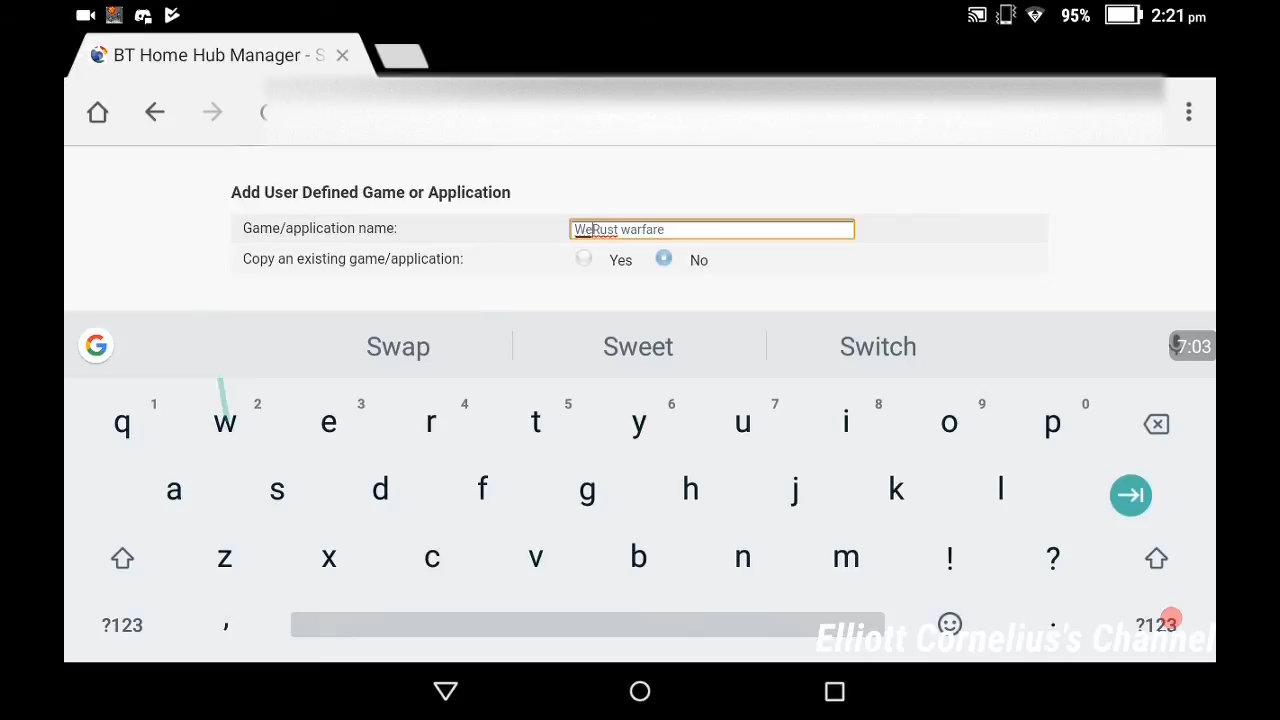 95% 2:21 pm
BT Home Hub Manager - S
Add User Defined Game or Application
Game/application name: WeRust warfare
Copy an existing game/application: Yes No
Swap Sweet Switch 7:03
1 2 3 4 5 6 7 8 9 0
q w e r t y u i o p
a s d f g h j k l
z x c v b n m ! ?
?123 , . ?123
Elliott Cornelius's Channel